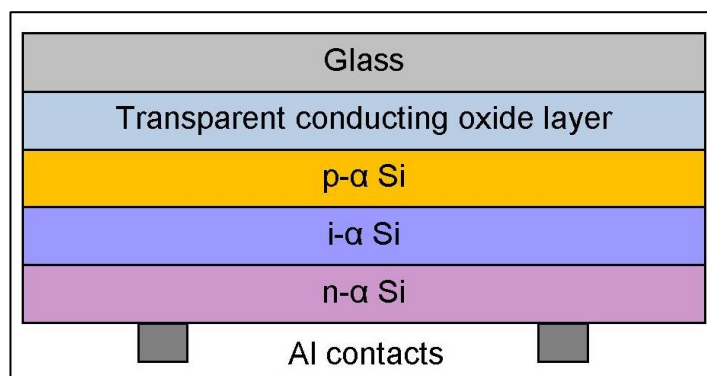 Glass
Transparent conducting oxide layer
p-α Si
i-α Si
n-α Si
Al contacts